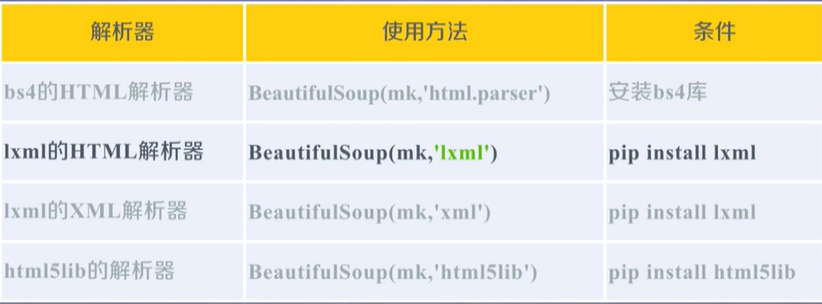 解析器 使用方法 条件
bs4的HTML解析器 BeautifulSoup(mk,'html.parser') 安装bs4库
lxml的HTML解析器 BeautifulSoup(mk,'lxml') pip install lxml
lxml的XML解析器 BeautifulSoup(mk,'xml') pip install lxml
html5lib的解析器 BeautifulSoup(mk,'html5lib') pip install html5lib